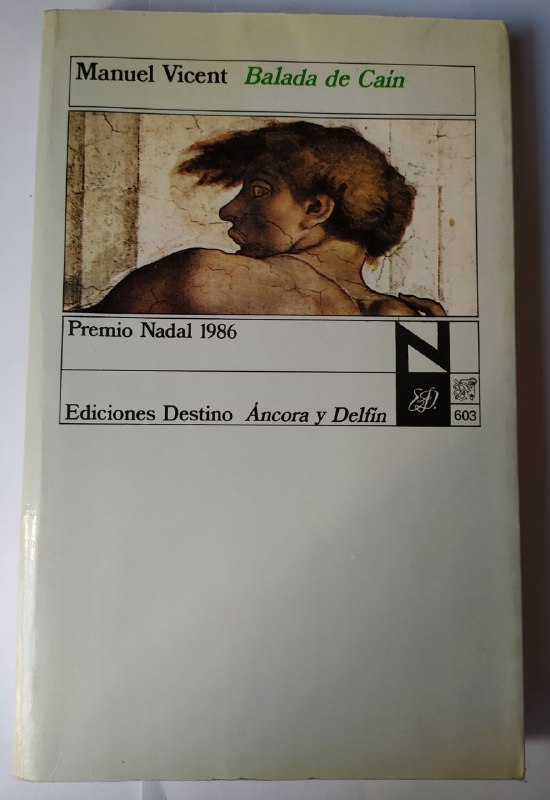 Manuel Vicent Balada de Caín
Premio Nadal 1986
N
Ediciones Destino Áncora y Delfín
603